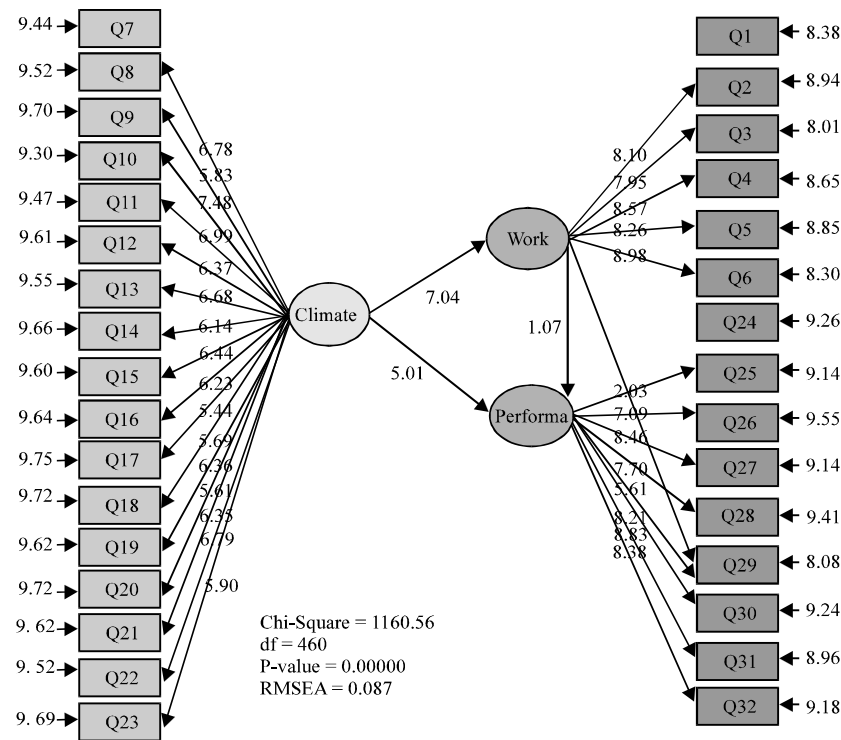 9.44 Q7
9.52 Q8
9.70 Q9
9.30 Q10
9.47 Q11
9.61 Q12
9.55 Q13
9.66 Q14
9.60 Q15
9.64 Q16
9.75 Q17
9.72 Q18
9.62 Q19
9.72 Q20
9. 62 Q21
9. 52 Q22
9. 69 Q23
6.78
5.83
7.48
6.99
6.37
6.68
6.14
6.44
6.23
5.44
5.69
6.36
5.61
6.35
6.79
5.90
Climate
7.04
5.01
Work
1.07
Performa
8.10
7.95
8.57
8.26
8.98
2.03
7.09
8.46
7.70
5.61
8.21
8.83
8.38
Q1 8.38
Q2 8.94
Q3 8.01
Q4 8.65
Q5 8.85
Q6 8.30
Q24 9.26
Q25 9.14
Q26 9.55
Q27 9.14
Q28 9.41
Q29 8.08
Q30 9.24
Q31 8.96
Q32 9.18
Chi-Square = 1160.56
df = 460
P-value = 0.00000
RMSEA = 0.087